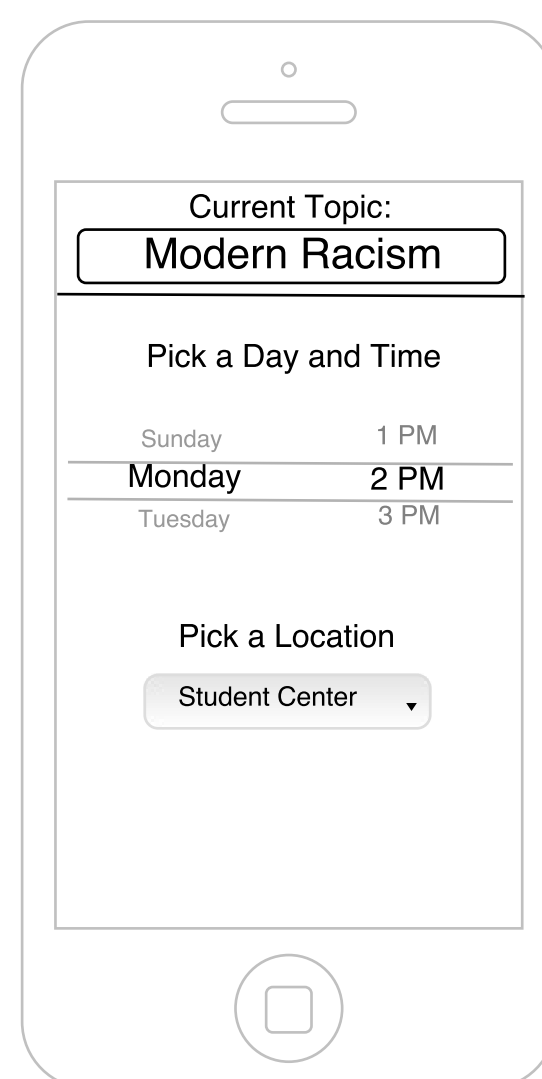 Current Topic:
Modern Racism
Pick a Day and Time
Sunday 1 PM
Monday 2 PM
Tuesday 3 PM
Pick a Location
Student Center